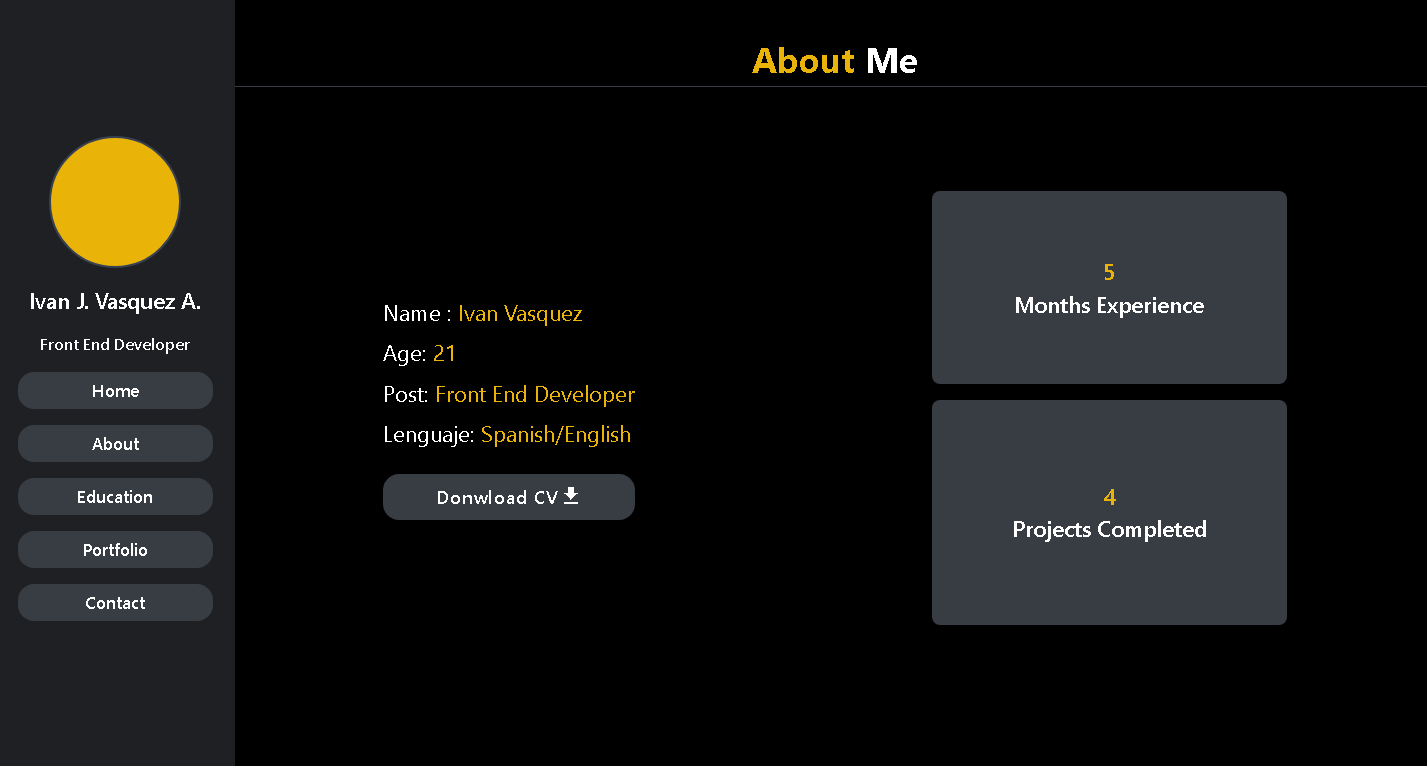 About Me
Ivan J. Vasquez A.
Front End Developer
Home
About
Education
Portfolio
Contact
Name : Ivan Vasquez
Age: 21
Post: Front End Developer
Lenguaje: Spanish/English
Donwload CV
5
Months Experience
4
Projects Completed